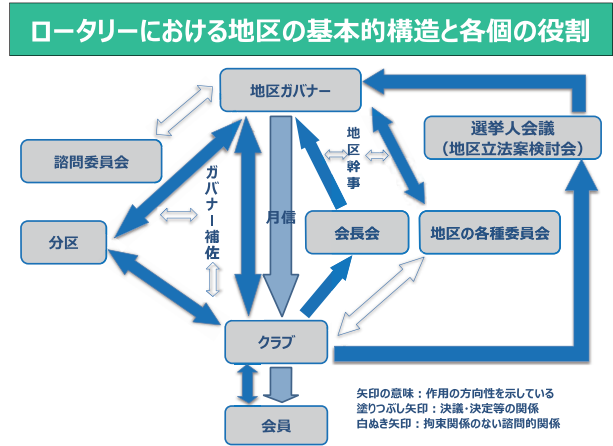 ロータリーにおける地区の基本的構造と各個の役割
地区ガバナー
諮問委員会
地区幹事
選挙人会議
（地区立法案検討会）
ガバナー補佐
月信
分区
会長会
地区の各種委員会
クラブ
会員
矢印の意味：作用の方向性を示している
塗りつぶし矢印：決議・決定等の関係
白ぬき矢印：拘束関係のない諮問的関係